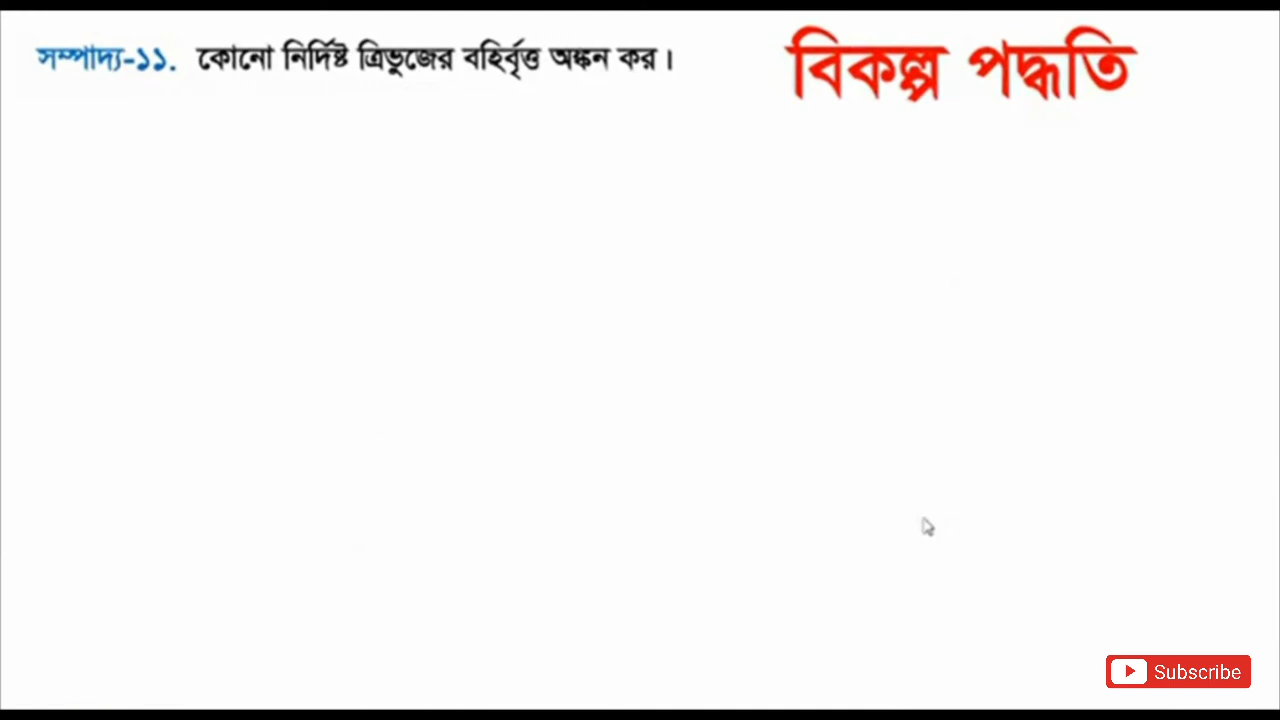 সম্পাদ্য-১১. কোনো নির্দিষ্ট ত্রিভুজের বহির্বৃত্ত অঙ্কন কর।
বিকল্প পদ্ধতি
Subscribe